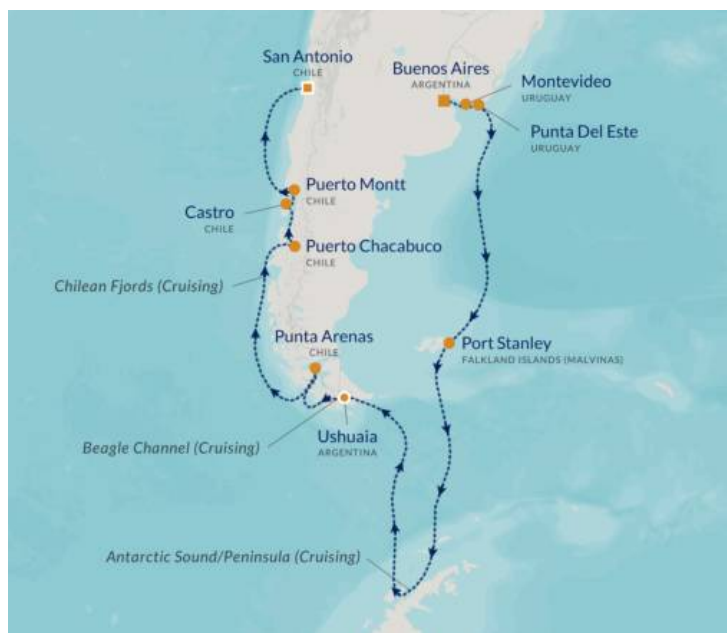 San Antonio
CHILE
Buenos Aires
ARGENTINA
Montevideo
URUGUAY
Punta Del Este
URUGUAY
Puerto Montt
CHILE
Castro
CHILE
Puerto Chacabuco
CHILE
Chilean Fjords (Cruising)
Punta Arenas
CHILE
Port Stanley
FALKLAND ISLANDS (MALVINAS)
Beagle Channel (Cruising)
Ushuaia
ARGENTINA
Antarctic Sound/Peninsula (Cruising)